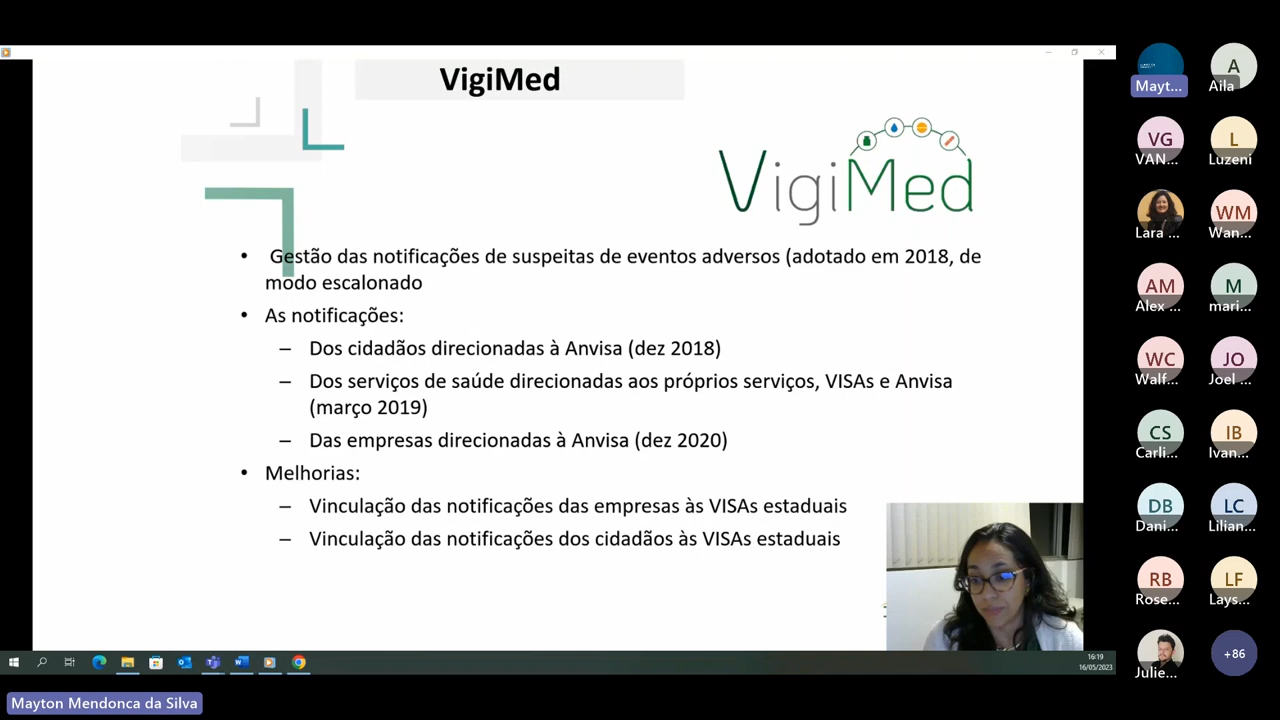 VigiMed
VigiMed
• Gestão das notificações de suspeitas de eventos adversos (adotado em 2018, de
modo escalonado
• As notificações:
– Dos cidadãos direcionadas à Anvisa (dez 2018)
– Dos serviços de saúde direcionadas aos próprios serviços, VISAs e Anvisa
(março 2019)
– Das empresas direcionadas à Anvisa (dez 2020)
• Melhorias:
– Vinculação das notificações das empresas às VISAs estaduais
– Vinculação das notificações dos cidadãos às VISAs estaduais
16:19
16/05/2023
Mayton Mendonca da Silva
Mayt...
A
Aila
VG
VAN...
L
Luzeni
Lara ...
WM
Wan...
AM
Alex ...
M
mari...
WC
Walf...
JO
Joel ...
CS
Carli...
IB
Ivan...
DB
Dani...
LC
Lilian...
RB
Rose...
LF
Lays...
Julie...
+86